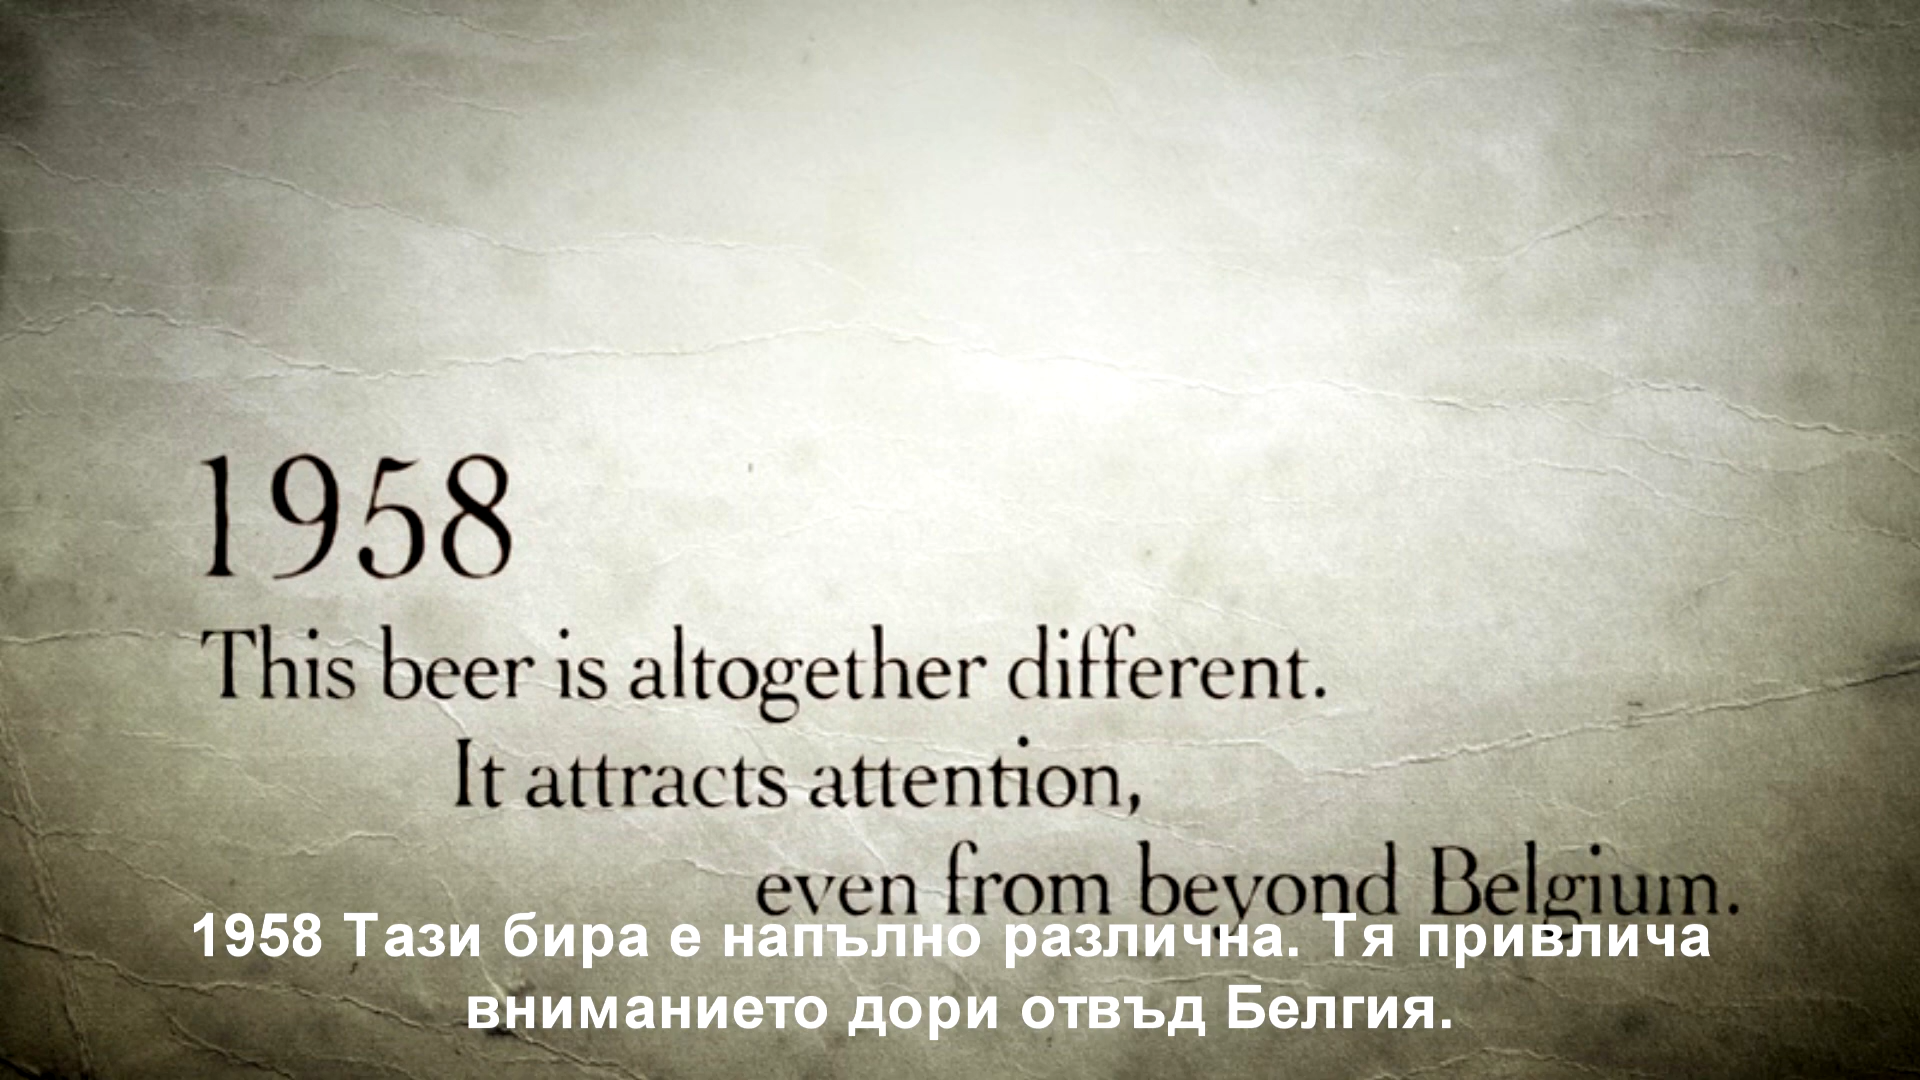 1958
This beer is altogether different.
It attracts attention,
even from beyond Belgium.
1958 Тази бира е напълно различна. Тя привлича
вниманието дори отвъд Белгия.